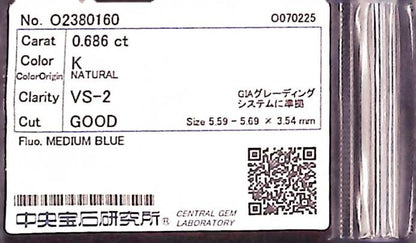 No. O2380160 O070225
Carat 0.686 ct
Color K
ColorOrigin NATURAL
Clarity VS-2
GIAグレーディング
システムに準拠
Cut GOOD Size 5.59 - 5.69 × 3.54 mm
Fluo. MEDIUM BLUE
中央宝石研究所® CENTRAL GEM
LABORATORY